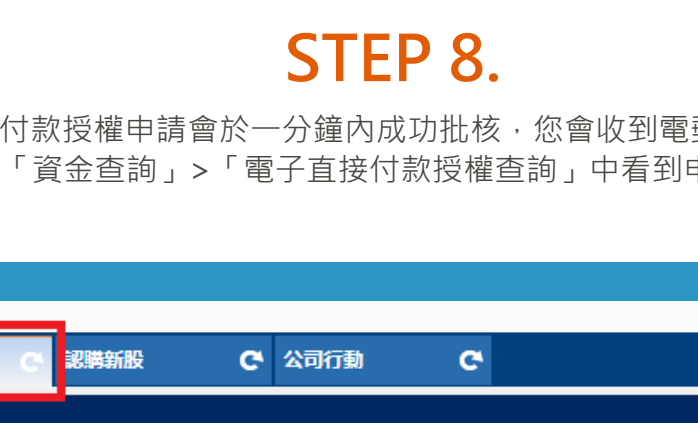 STEP 8.
付款授權申請會於一分鐘內成功批核，您會收到電
「資金查詢」>「電子直接付款授權查詢」中看到
認購新股
公司行動